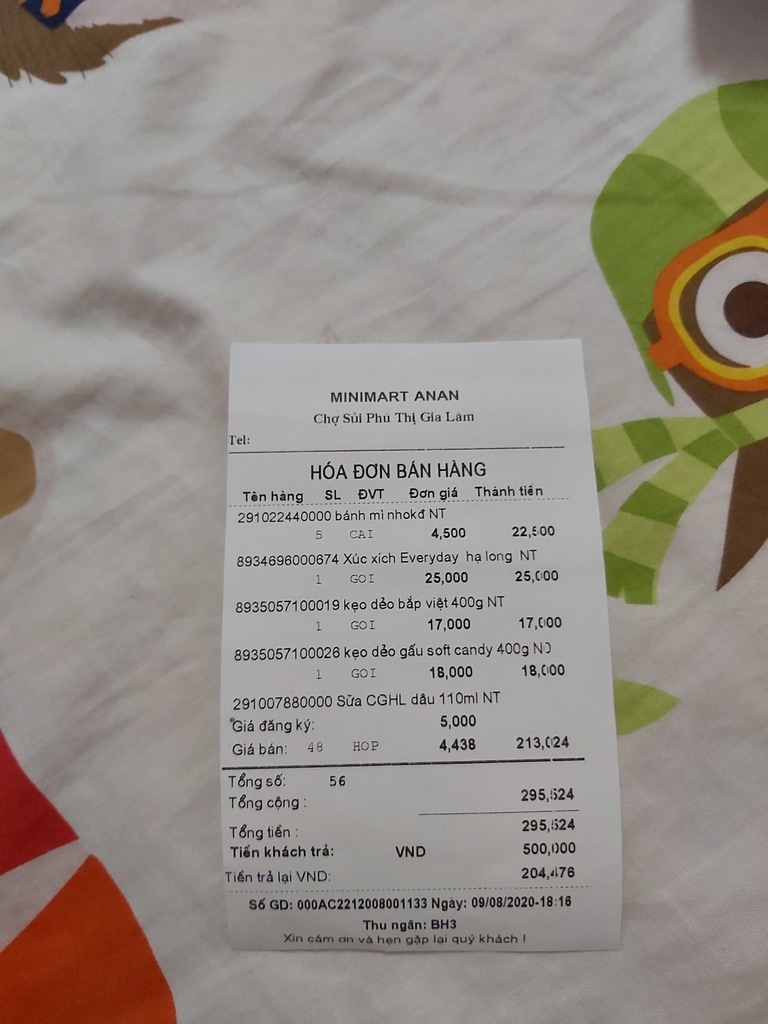 MINIMART ANAN
Chợ Sủi Phú Thị Gia Lâm
Tel:
HÓA ĐƠN BÁN HÀNG
Tên hàng SL ĐVT Đơn giá Thành tiền
291022440000 bánh mì nhokđ NT
5 CAI 4,500 22,500
8934696000674 Xúc xích Everyday hạ long NT
1 GOI 25,000 25,000
8935057100019 kẹo dẻo bắp việt 400g NT
1 GOI 17,000 17,000
8935057100026 kẹo dẻo gấu soft candy 400g NO
1 GOI 18,000 18,000
291007880000 Sữa CGHL dâu 110ml NT
*Giá đăng ký: 5,000
Giá bán: 48 HOP 4,438 213,024
Tổng số: 56
Tổng cộng : 295,524
Tổng tiền : 295,524
Tiền khách trả: VND 500,000
Tiền trả lại VND: 204,476
Số GD: 000AC2212008001133 Ngày: 09/08/2020-18:16
Thu ngân: BH3
Xin cảm ơn và hẹn gặp lại quý khách !